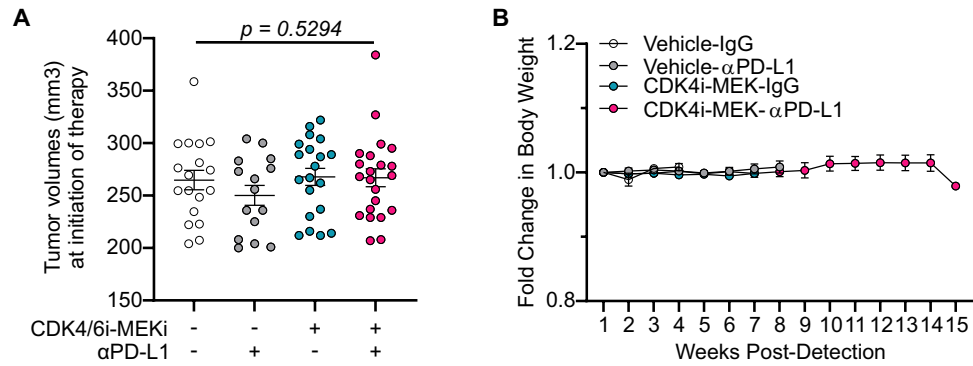 A
p = 0.5294
Tumor volumes (mm3)
at initiation of therapy
400
350
300
250
200
150
CDK4/6i-MEKi - - + +
αPD-L1 - + - +
B
Fold Change in Body Weight
1.2
1.0
0.8
Vehicle-IgG
Vehicle-αPD-L1
CDK4i-MEK-IgG
CDK4i-MEK-αPD-L1
1 2 3 4 5 6 7 8 9 10 11 12 13 14 15
Weeks Post-Detection